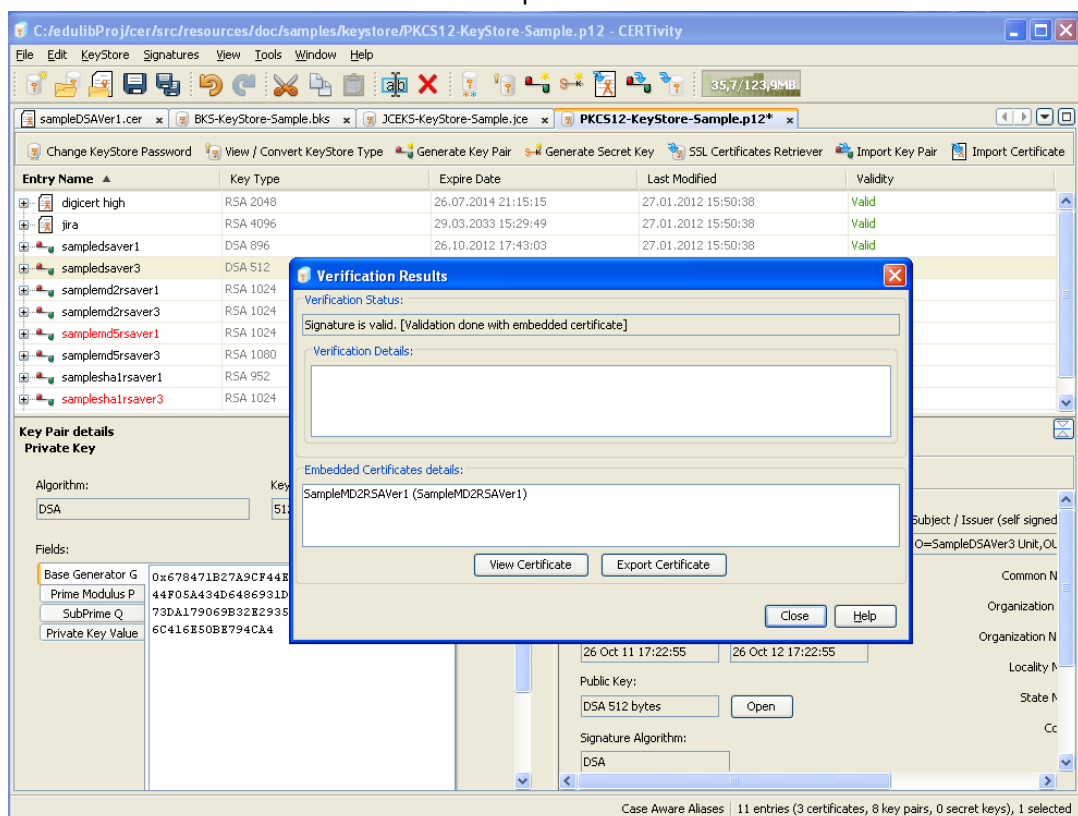 C:/edulibProj/cer/src/resources/doc/samples/keystore/PKCS12-KeyStore-Sample.p12 - CERTivity
File Edit KeyStore Signatures View Tools Window Help
35,7/123,9MB
sampleDSAVer1.cer x BKS-KeyStore-Sample.bks x JCEKS-KeyStore-Sample.jce x PKCS12-KeyStore-Sample.p12* x
Change KeyStore Password View / Convert KeyStore Type Generate Key Pair Generate Secret Key SSL Certificates Retriever Import Key Pair Import Certificate
Entry Name Key Type Expire Date Last Modified Validity
digicert high RSA 2048 26.07.2014 21:15:15 27.01.2012 15:50:38 Valid
jira RSA 4096 29.03.2033 15:29:49 27.01.2012 15:50:38 Valid
sampledsaver1 DSA 896 26.10.2012 17:43:03 27.01.2012 15:50:38 Valid
sampledsaver3 DSA 512
samplemd2rsaver1 RSA 1024
samplemd2rsaver3 RSA 1024
samplemd5rsaver1 RSA 1024
samplemd5rsaver3 RSA 1080
samplesha1rsaver1 RSA 952
samplesha1rsaver3 RSA 1024
Verification Results
Verification Status:
Signature is valid. [Validation done with embedded certificate]
Verification Details:
Embedded Certificates details:
SampleMD2RSAVer1 (SampleMD2RSAVer1)
View Certificate Export Certificate
Close Help
Key Pair details
Private Key
Algorithm: Key
DSA 512
Fields:
Base Generator G
Prime Modulus P
SubPrime Q
Private Key Value
0x678471B27A9CF44E
44F05A434D6486931D
73DA179069B32E2935
6C416E50BE794CA4
Subject / Issuer (self signed
O=SampleDSAVer3 Unit,OU
Common N
Organization
Organization N
Locality N
State N
Co
26 Oct 11 17:22:55 26 Oct 12 17:22:55
Public Key:
DSA 512 bytes Open
Signature Algorithm:
DSA
Case Aware Aliases 11 entries (3 certificates, 8 key pairs, 0 secret keys), 1 selected